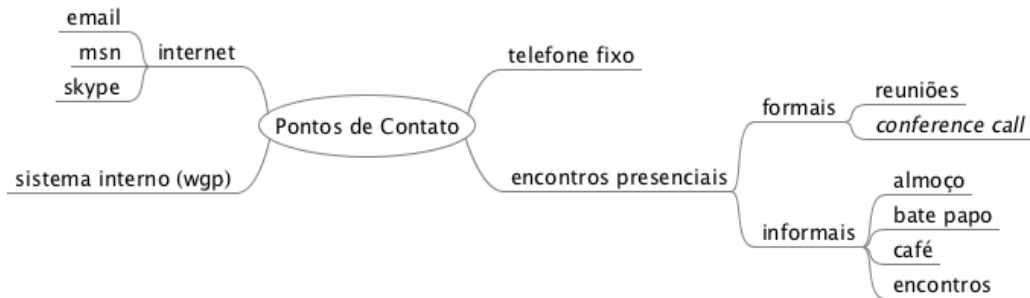 email
msn
skype
internet
sistema interno (wgp)
Pontos de Contato
telefone fixo
encontros presenciais
formais
reuniões
conference call
informais
almoço
bate papo
café
encontros